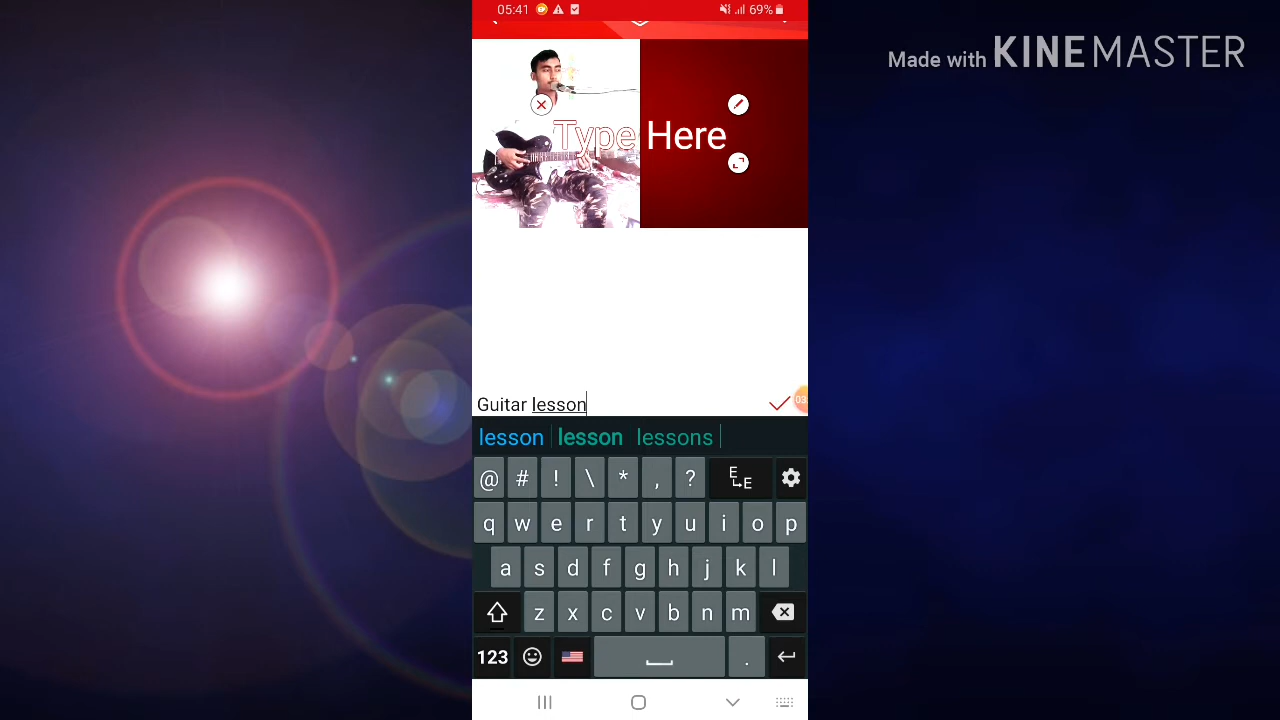 05:41
69%
Made with KINEMASTER
Type Here
Guitar lesson
lesson lesson lessons
@ # ! \ * , ? E E
q w e r t y u i o p
a s d f g h j k l
z x c v b n m
123 .